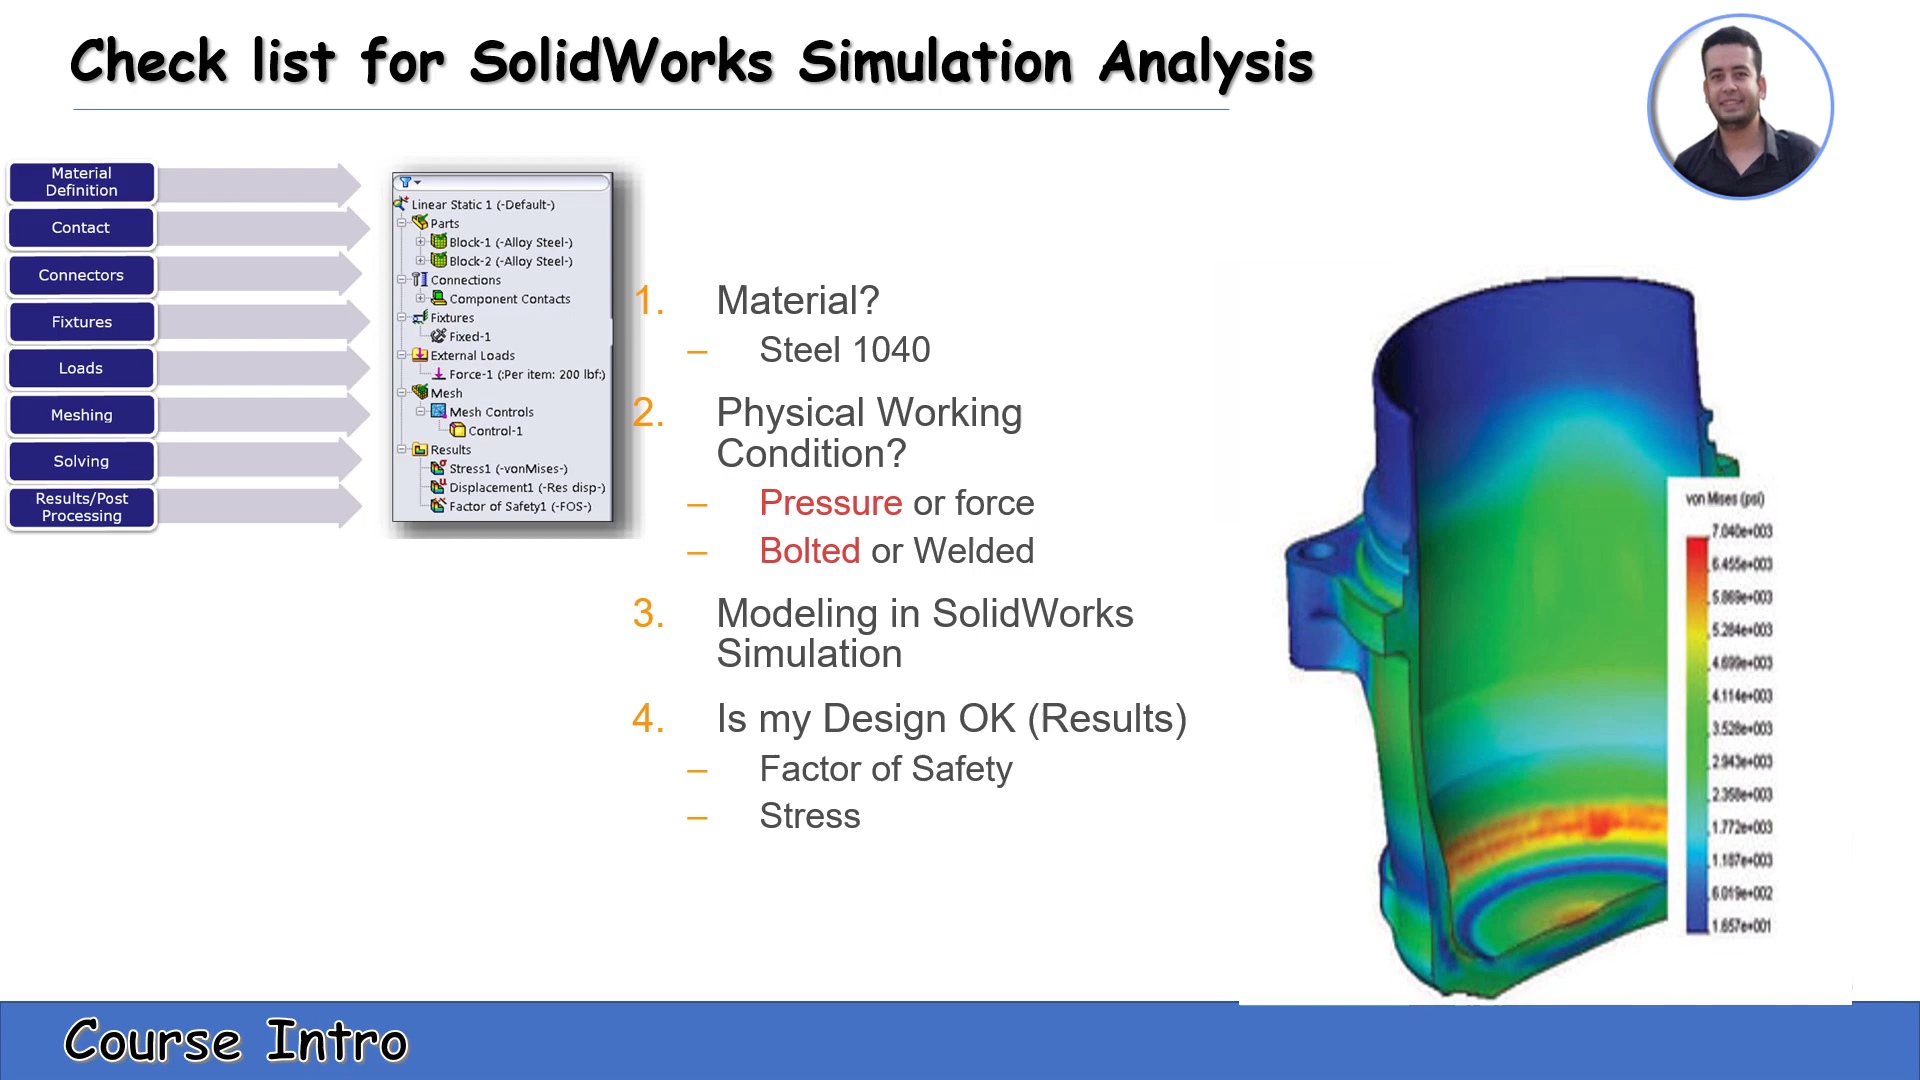 Check list for SolidWorks Simulation Analysis
Material
Definition
Contact
Connectors
Fixtures
Loads
Meshing
Solving
Results/Post
Processing
Linear Static 1 (-Default-)
Parts
Block-1 (-Alloy Steel-)
Block-2 (-Alloy Steel-)
Connections
Component Contacts
Fixtures
Fixed-1
External Loads
Force-1 (:Per item: 200 lbf:)
Mesh
Mesh Controls
Control-1
Results
Stress1 (-vonMises-)
Displacement1 (-Res disp-)
Factor of Safety1 (-FOS-)
1. Material?
– Steel 1040
2. Physical Working
Condition?
– Pressure or force
– Bolted or Welded
3. Modeling in SolidWorks
Simulation
4. Is my Design OK (Results)
– Factor of Safety
– Stress
von Mises (psi)
7.040e+003
6.455e+003
5.869e+003
5.284e+003
4.699e+003
4.114e+003
3.528e+003
2.943e+003
2.358e+003
1.772e+003
1.187e+003
6.019e+002
1.657e+001
Course Intro